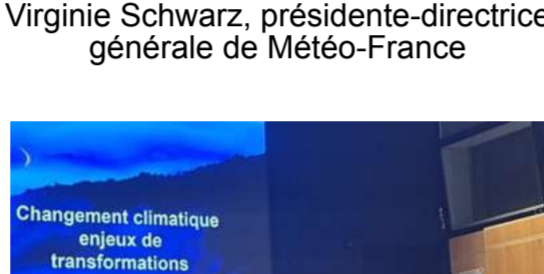 Virginie Schwarz, présidente-directrice
générale de Météo-France
Changement climatique
enjeux de
transformations